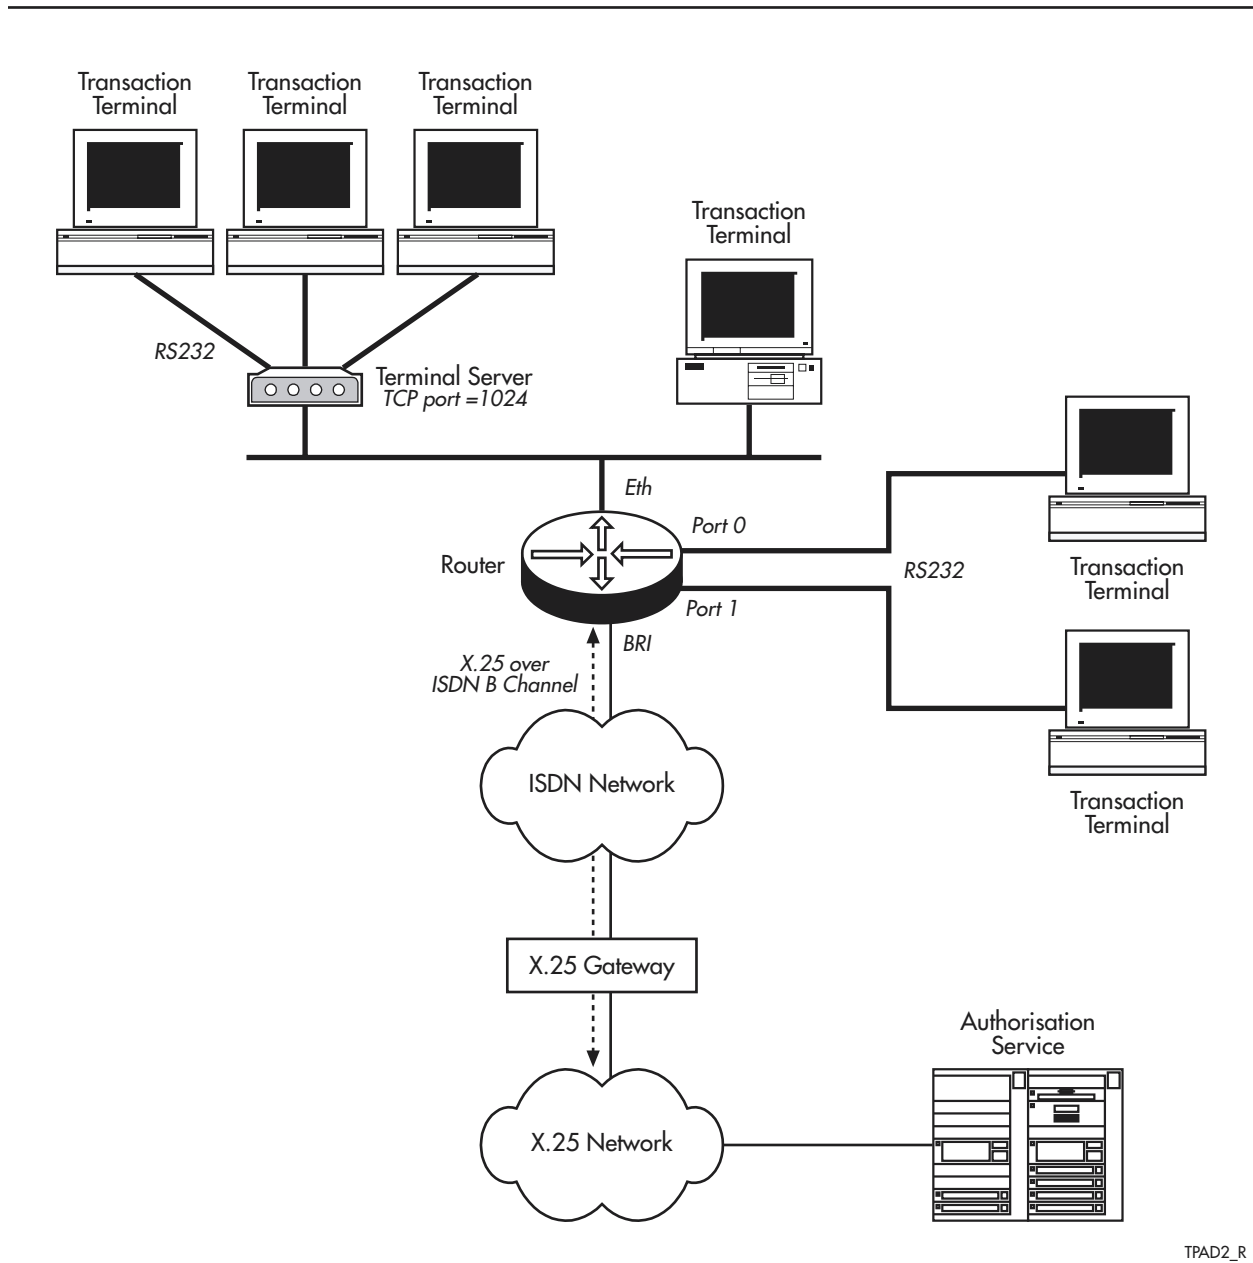 Transaction
Terminal
Transaction
Terminal
Transaction
Terminal
Transaction
Terminal
RS232
Terminal Server
TCP port =1024
Eth
Port 0
Router
RS232
Transaction
Terminal
Port 1
BRI
X.25 over
ISDN B Channel
ISDN Network
Transaction
Terminal
X.25 Gateway
Authorisation
Service
X.25 Network
TPAD2_R